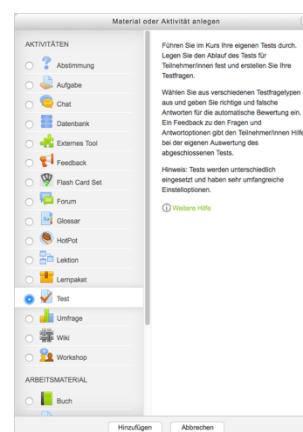 Material oder Aktivität anlegen
AKTIVITÄTEN
Abstimmung
Aufgabe
Chat
Datenbank
Externes Tool
Feedback
Flash Card Set
Forum
Glossar
HotPot
Lektion
Lernpaket
Test
Umfrage
Wiki
Workshop
ARBEITSMATERIAL
Buch
Führen Sie im Kurs Ihre eigenen Tests durch.
Legen Sie den Ablauf des Tests für
Teilnehmer/innen fest und erstellen Sie Ihre
Testfragen.
Wählen Sie aus verschiedenen Testfragetypen
aus und geben Sie richtige und falsche
Antworten für die automatische Bewertung ein.
Ein Feedback zu den Fragen und
Antwortoptionen gibt den Teilnehmer/innen Hilfe
bei der eigenen Auswertung des
abgeschlossenen Tests.
Hinweis: Tests werden unterschiedlich
eingesetzt und haben sehr umfangreiche
Einstelloptionen.
Weitere Hilfe
Hinzufügen
Abbrechen